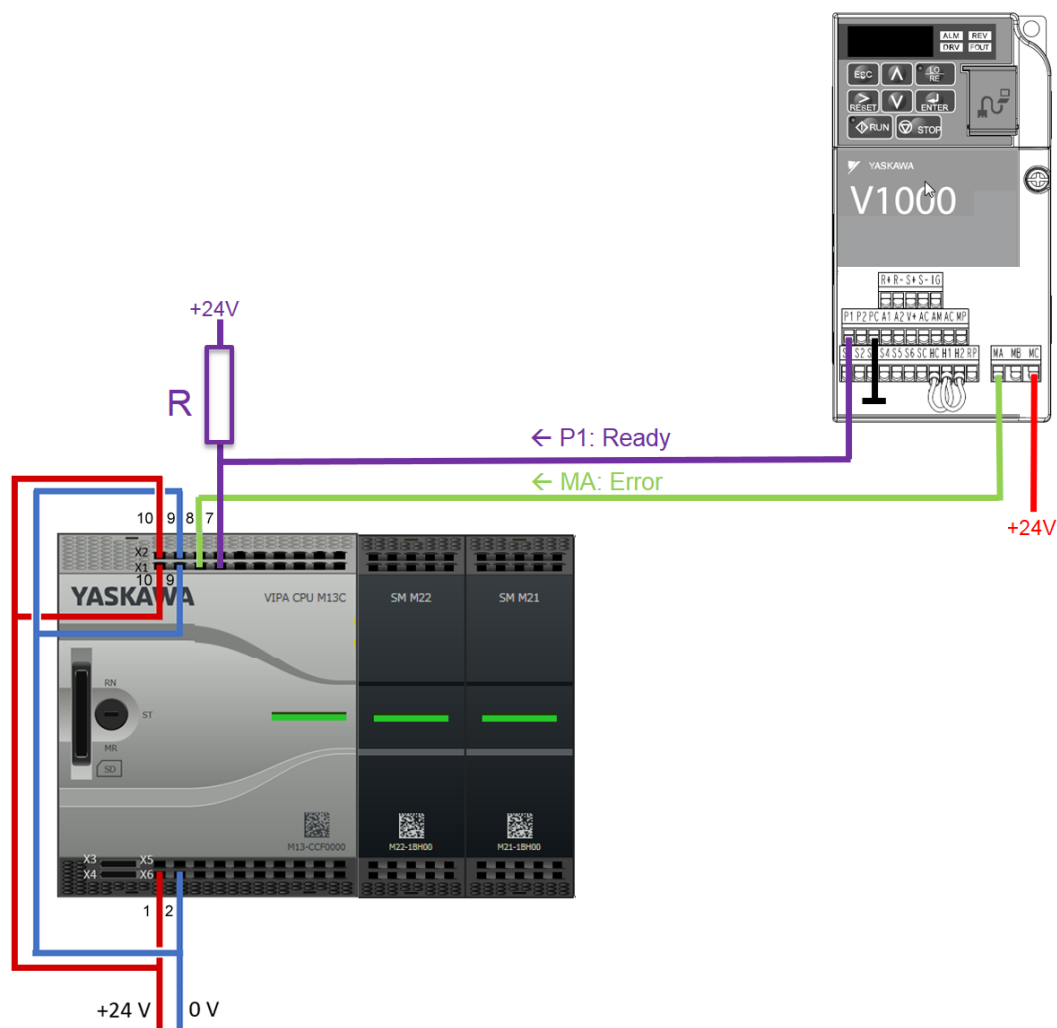 ALM REV
DRV FOUT
ESC LO RE
RESET ENTER
RUN STOP
YASKAWA
V1000
R+ R- S+ S- IG
P1 P2 PC A1 A2 V+ AC AM AC MP
S2 S4 S5 S6 SC HC H1 H2 RP
MA MB MC
+24V
R
← P1: Ready
← MA: Error
+24V
10 9 8 7
X2
X1
10 9
YASKAWA
VIPA CPU M13C
SM M22
SM M21
RN
ST
MR
SD
M13-CCF0000
M22-1BH00
M21-1BH00
X3 X5
X4 X6
1 2
+24 V 0 V